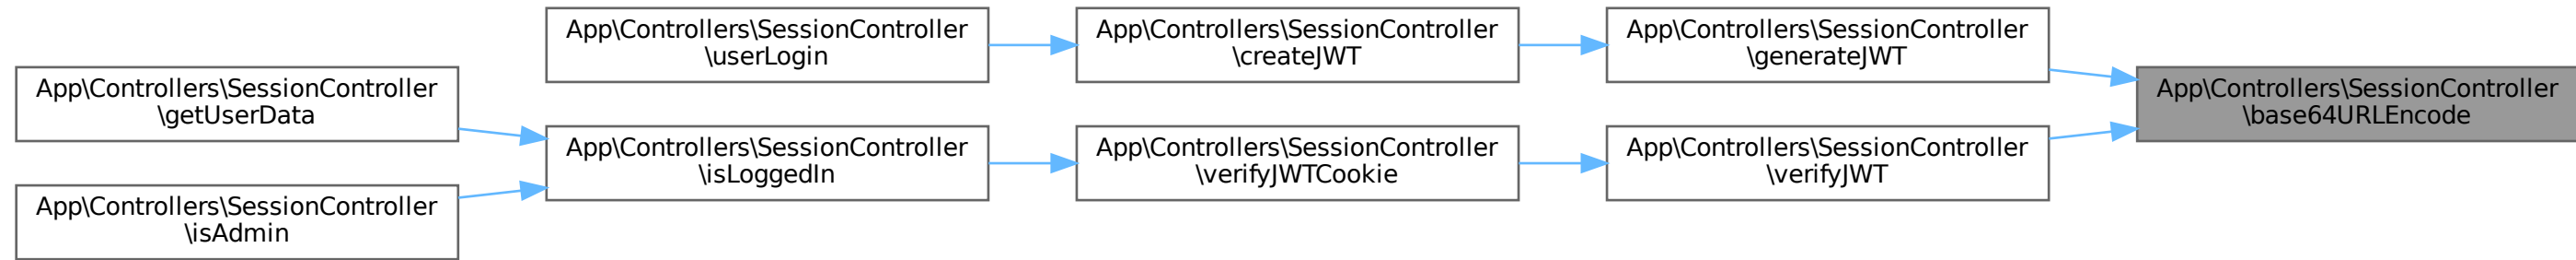 App\Controllers\SessionController
\userLogin
App\Controllers\SessionController
\createJWT
App\Controllers\SessionController
\generateJWT
App\Controllers\SessionController
\getUserData
App\Controllers\SessionController
\base64URLEncode
App\Controllers\SessionController
\isLoggedIn
App\Controllers\SessionController
\verifyJWTCookie
App\Controllers\SessionController
\verifyJWT
App\Controllers\SessionController
\isAdmin